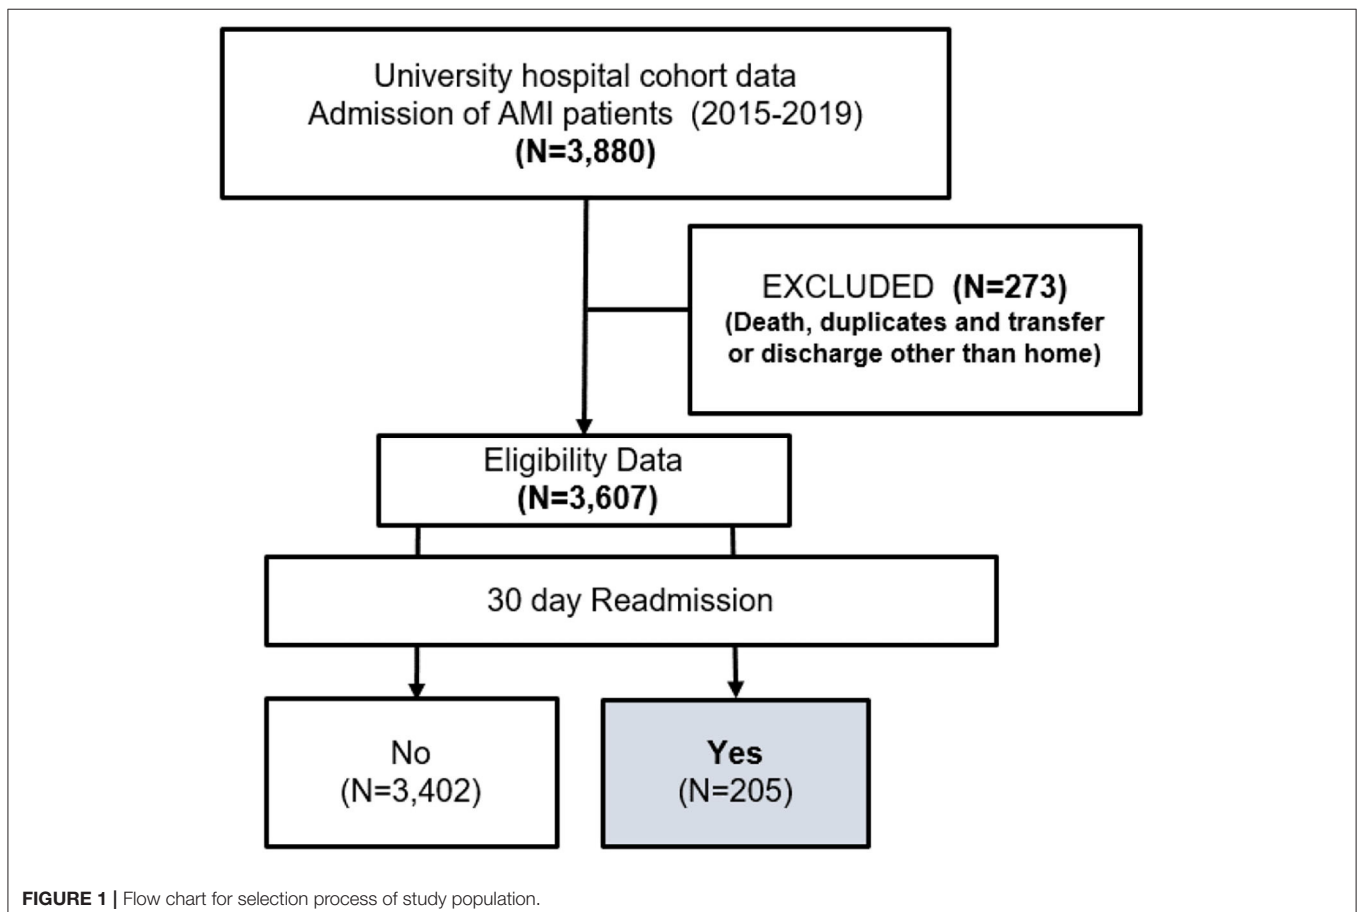 University hospital cohort data
Admission of AMI patients (2015-2019)
(N=3,880)
EXCLUDED (N=273)
(Death, duplicates and transfer
or discharge other than home)
Eligibility Data
(N=3,607)
30 day Readmission
No
(N=3,402)
Yes
(N=205)
FIGURE 1 | Flow chart for selection process of study population.